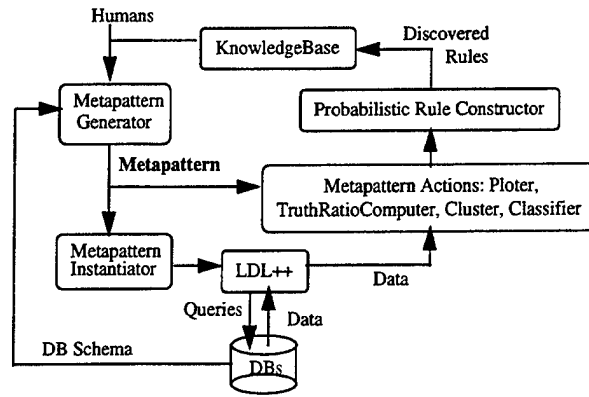 Humans
KnowledgeBase
Discovered
Rules
Metapattern
Generator
Probabilistic Rule Constructor
Metapattern
Metapattern Actions: Ploter,
TruthRatioComputer, Cluster, Classifier
Metapattern
Instantiator
LDL++
Data
Queries
Data
DB Schema
DBs